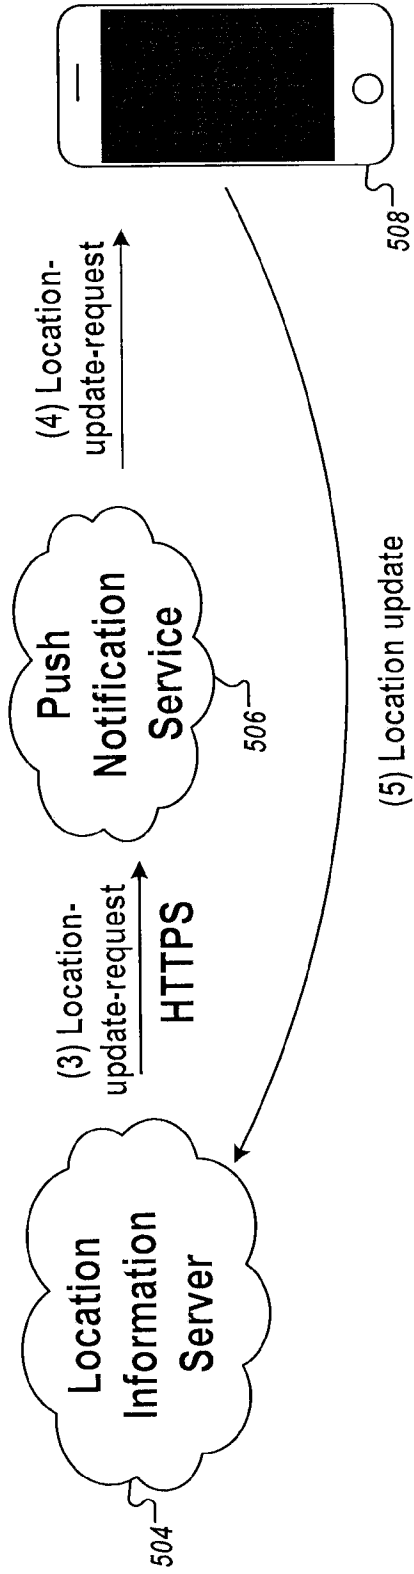 Location
Information
Server
504
(3) Location-
update-request
HTTPS
Push
Notification
Service
506
(4) Location-
update-request
508
(5) Location update